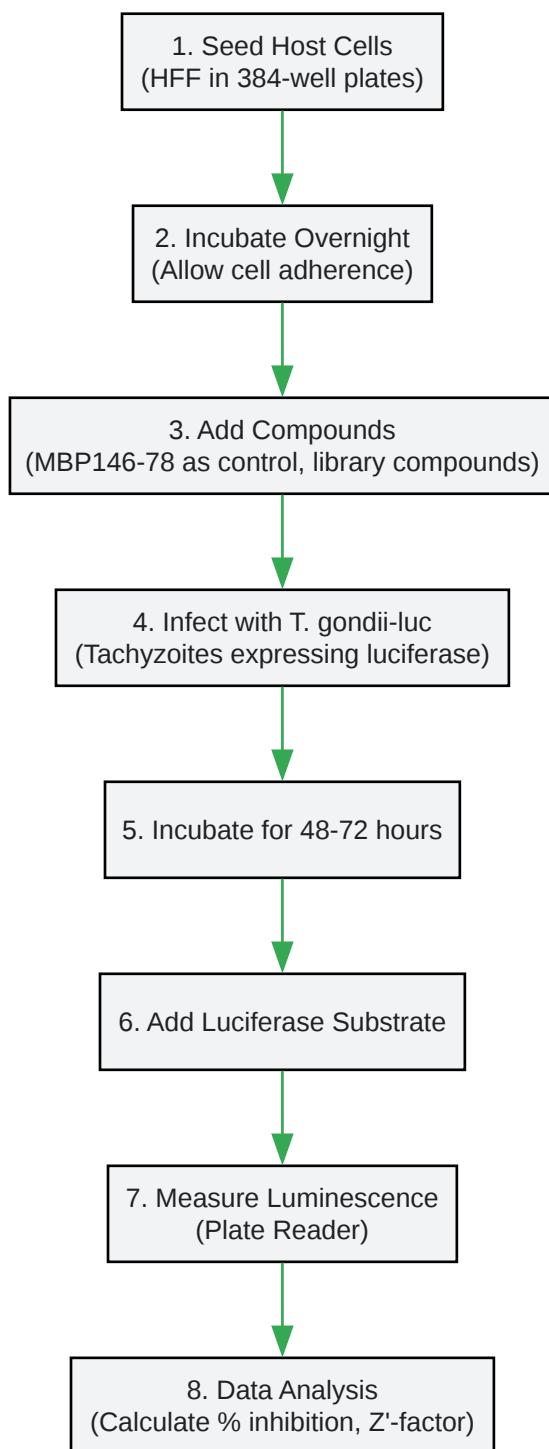 1. Seed Host Cells
(HFF in 384-well plates)
2. Incubate Overnight
(Allow cell adherence)
3. Add Compounds
(MBP146-78 as control, library compounds)
4. Infect with T. gondii-luc
(Tachyzoites expressing luciferase)
5. Incubate for 48-72 hours
6. Add Luciferase Substrate
7. Measure Luminescence
(Plate Reader)
8. Data Analysis
(Calculate % inhibition, Z'-factor)